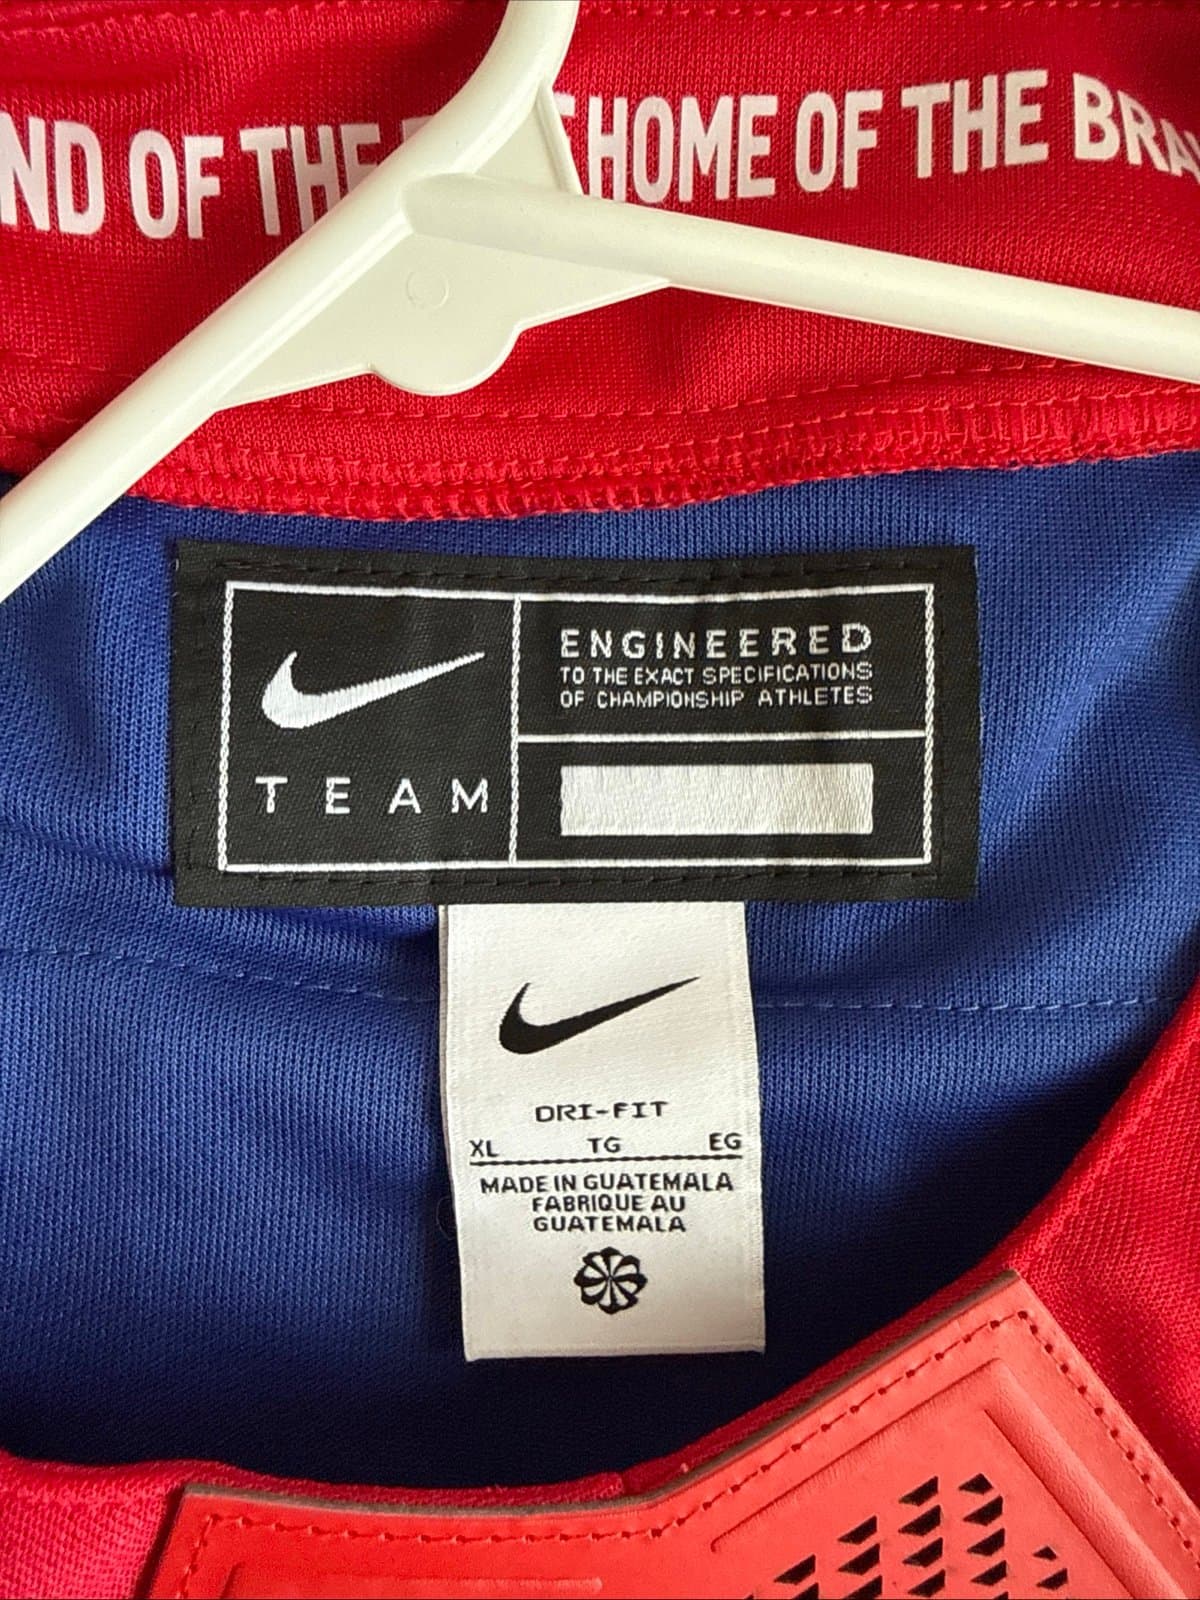 ND OF THE HOME OF THE BRA
ENGINEERED
TO THE EXACT SPECIFICATIONS
OF CHAMPIONSHIP ATHLETES
TEAM
DRI-FIT
XL TG EG
MADE IN GUATEMALA
FABRIQUE AU
GUATEMALA